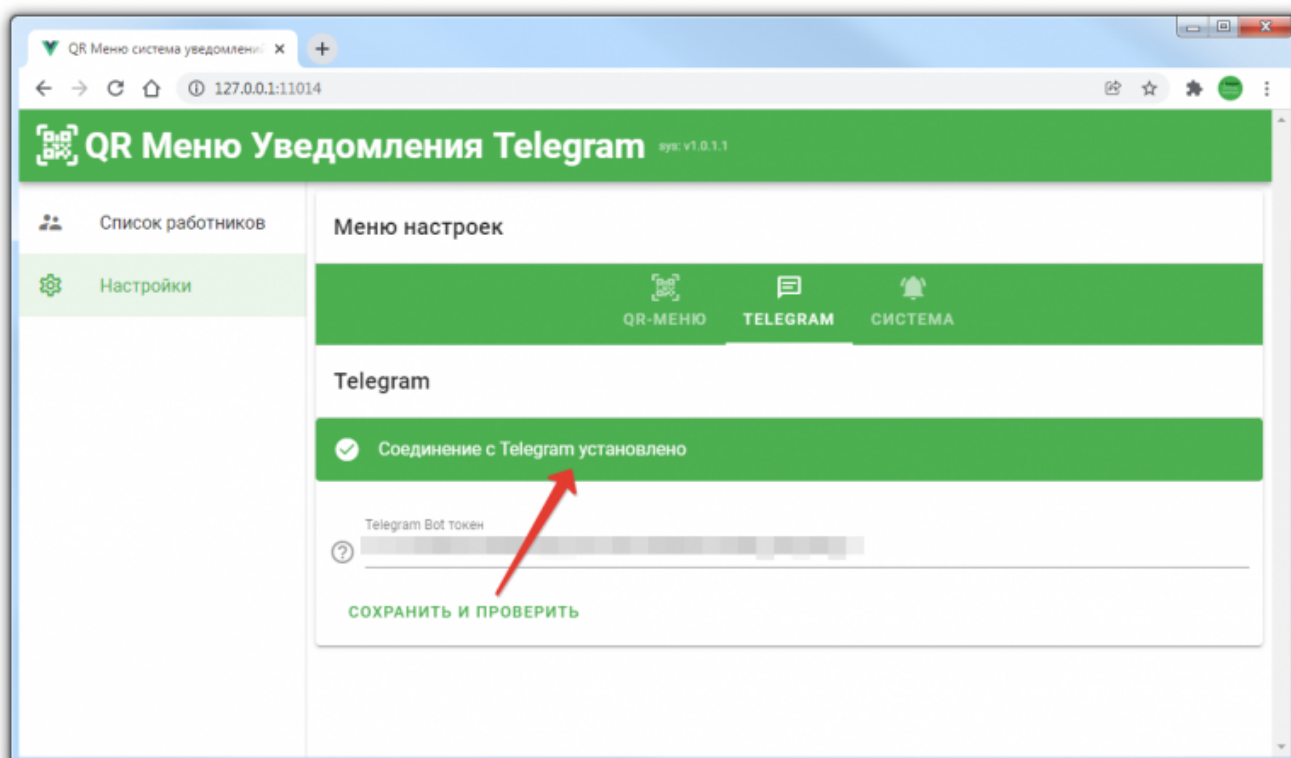 QR Меню система уведомлени
127.0.0.1:11014
QR Меню Уведомления Telegram sys: v1.0.1.1
Список работников
Настройки
Меню настроек
QR-МЕНЮ TELEGRAM СИСТЕМА
Telegram
Соединение с Telegram установлено
Telegram Bot токен
СОХРАНИТЬ И ПРОВЕРИТЬ